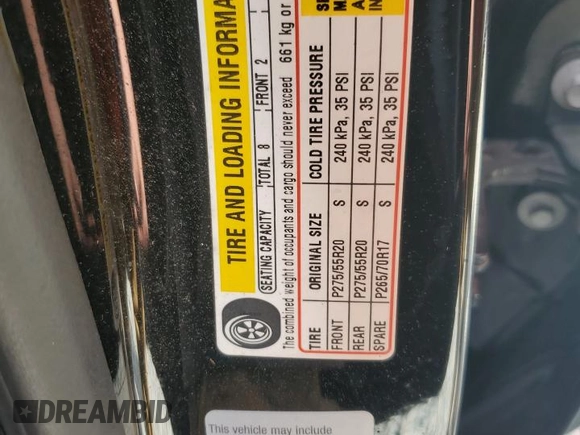 TIRE AND LOADING INFORMA
SEATING CAPACITY TOTAL 8 FRONT 2
The combined weight of occupants and cargo should never exceed 661 kg or
TIRE ORIGINAL SIZE COLD TIRE PRESSURE
FRONT P275/55R20 S 240 kPa, 35 PSI
REAR P275/55R20 S 240 kPa, 35 PSI
SPARE P265/70R17 S 240 kPa, 35 PSI
This vehicle may include
DREAMBID